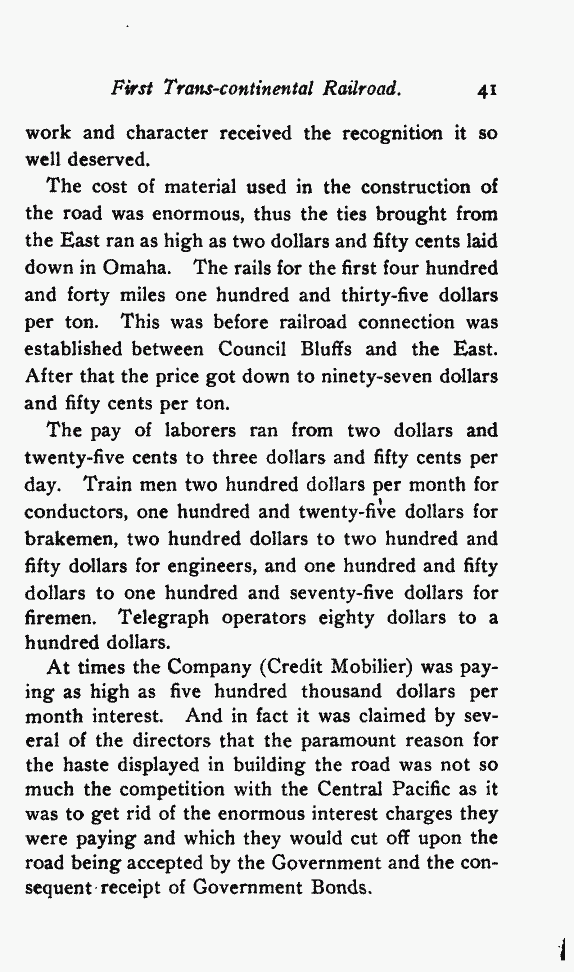 First Trans-continental Railroad. 41
work and character received the recognition it so
well deserved.
The cost of material used in the construction of
the road was enormous, thus the ties brought from
the East ran as high as two dollars and fifty cents laid
down in Omaha. The rails for the first four hundred
and forty miles one hundred and thirty-five dollars
per ton. This was before railroad connection was
established between Council Bluffs and the East.
After that the price got down to ninety-seven dollars
and fifty cents per ton.
The pay of laborers ran from two dollars and
twenty-five cents to three dollars and fifty cents per
day. Train men two hundred dollars per month for
conductors, one hundred and twenty-five dollars for
brakemen, two hundred dollars to two hundred and
fifty dollars for engineers, and one hundred and fifty
dollars to one hundred and seventy-five dollars for
firemen. Telegraph operators eighty dollars to a
hundred dollars.
At times the Company (Credit Mobilier) was pay-
ing as high as five hundred thousand dollars per
month interest. And in fact it was claimed by sev-
eral of the directors that the paramount reason for
the haste displayed in building the road was not so
much the competition with the Central Pacific as it
was to get rid of the enormous interest charges they
were paying and which they would cut off upon the
road being accepted by the Government and the con-
sequent receipt of Government Bonds.